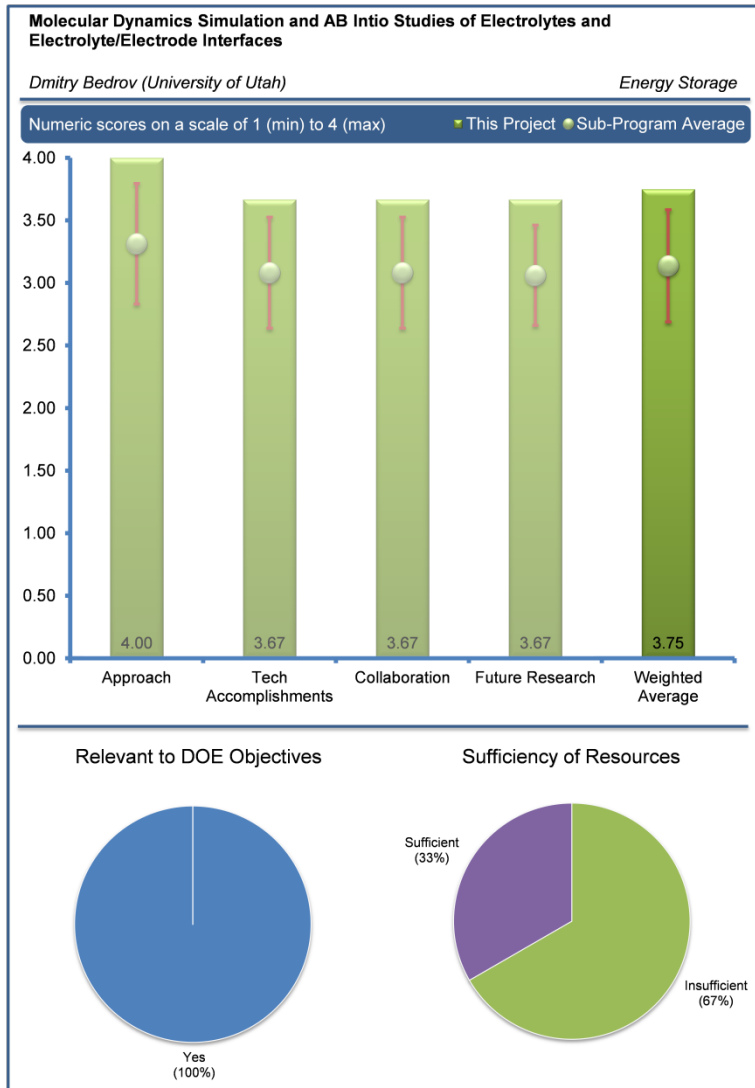 Molecular Dynamics Simulation and AB Intio Studies of Electrolytes and
Electrolyte/Electrode Interfaces
Dmitry Bedrov (University of Utah) Energy Storage
Numeric scores on a scale of 1 (min) to 4 (max) This Project Sub-Program Average
4.00
3.50
3.00
2.50
2.00
1.50
1.00
0.50
0.00
4.00 3.67 3.67 3.67 3.75
Approach Tech Accomplishments Collaboration Future Research Weighted Average
Relevant to DOE Objectives Sufficiency of Resources
Sufficient
(33%)
Insufficient
(67%)
Yes
(100%)